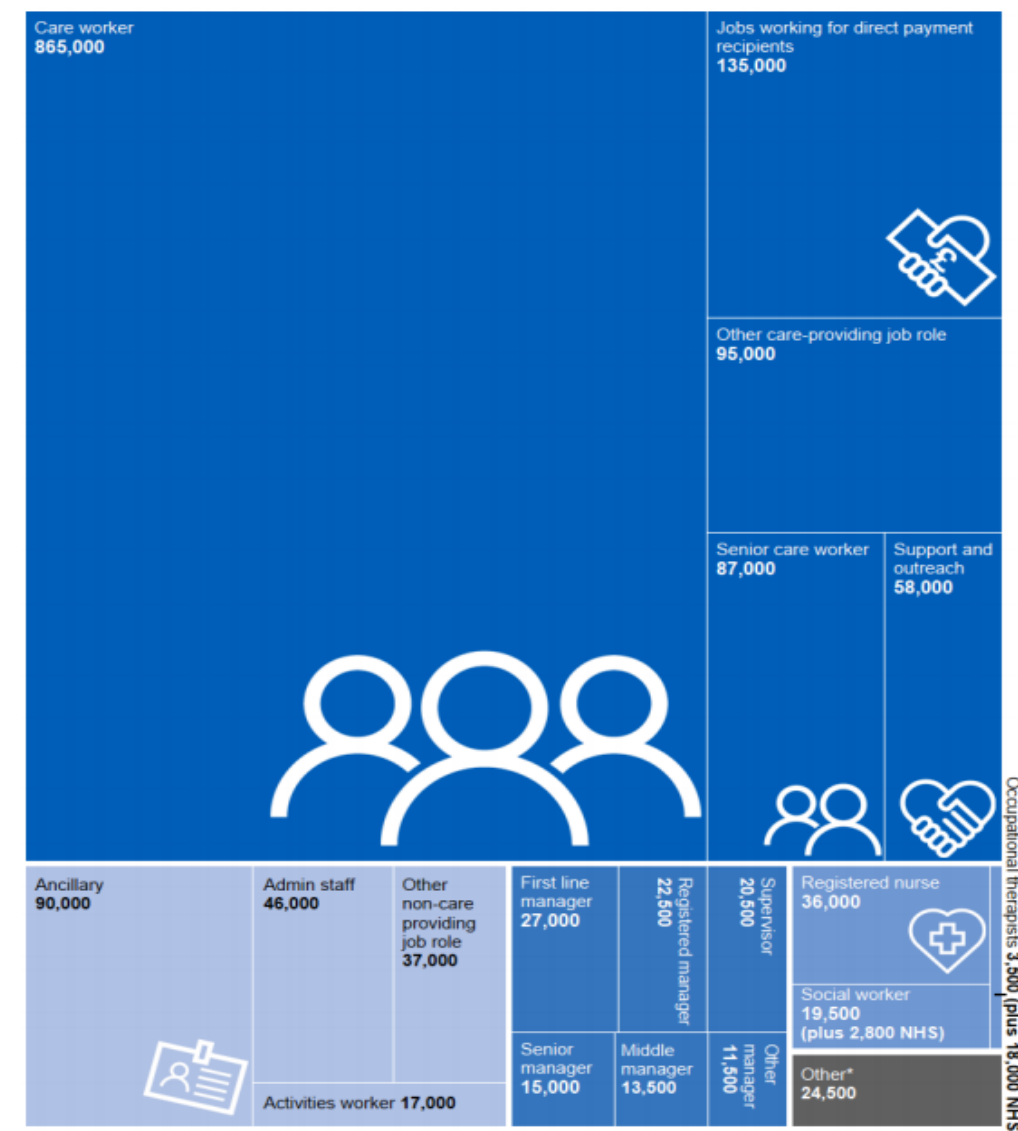 Care worker
865,000
Jobs working for direct payment
recipients
135,000
£
Other care-providing job role
95,000
Senior care worker
87,000
Support and
outreach
58,000
Ancillary
90,000
Admin staff
46,000
Other
non-care
providing
job role
37,000
Activities worker 17,000
First line
manager
27,000
Registered manager
22,500
Supervisor
20,500
Senior
manager
15,000
Middle
manager
13,500
Other
manager
11,500
Registered nurse
36,000
Social worker
19,500
(plus 2,800 NHS)
Occupational therapists 3,500 (plus 18,000 NHS
Other*
24,500